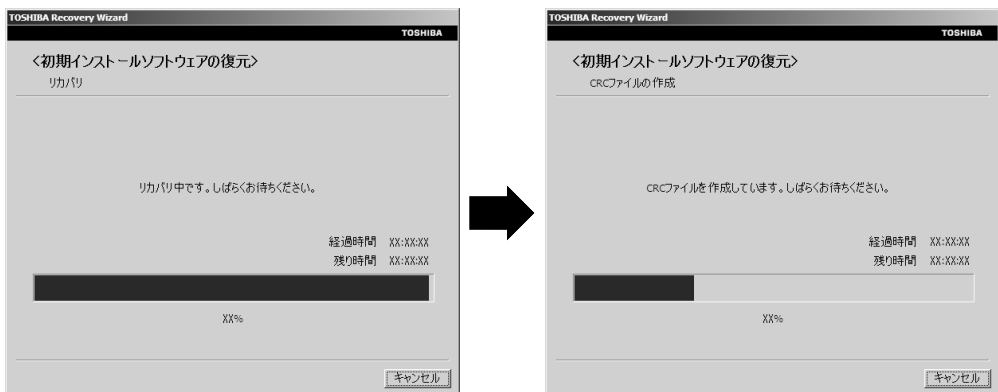 TOSHIBA Recovery Wizard
TOSHIBA
<初期インストールソフトウェアの復元>
リカバリ
リカバリ中です。しばらくお待ちください。
経過時間 XX:XX:XX
残り時間 XX:XX:XX
XX%
キャンセル
TOSHIBA Recovery Wizard
TOSHIBA
<初期インストールソフトウェアの復元>
CRCファイルの作成
CRCファイルを作成しています。しばらくお待ちください。
経過時間 XX:XX:XX
残り時間 XX:XX:XX
XX%
キャンセル